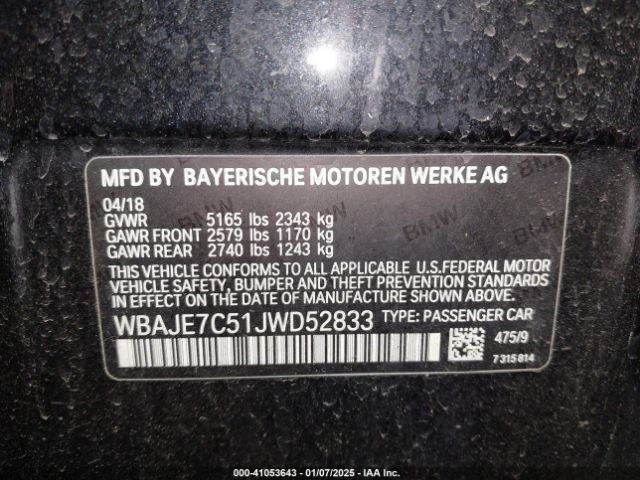 MFD BY BAYERISCHE MOTOREN WERKE AG
04/18
GVWR 5165 lbs 2343 kg
GAWR FRONT 2579 lbs 1170 kg
GAWR REAR 2740 lbs 1243 kg
THIS VEHICLE CONFORMS TO ALL APPLICABLE U.S.FEDERAL MOTOR
VEHICLE SAFETY, BUMPER AND THEFT PREVENTION STANDARDS
IN EFFECT ON THE DATE OF MANUFACTURE SHOWN ABOVE.
WBAJE7C51JWD52833 TYPE: PASSENGER CAR
475/9
7 315 814
000-41053643 - 01/07/2025 - IAA Inc.